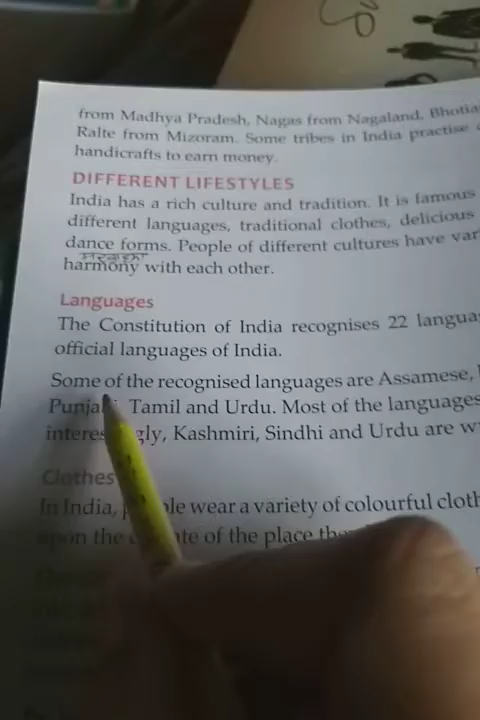 from Madhya Pradesh, Nagas from Nagaland, Bhotia
Ralte from Mizoram. Some tribes in India practise
handicrafts to earn money.
DIFFERENT LIFESTYLES
India has a rich culture and tradition. It is famous
different languages, traditional clothes, delicious
dance forms. People of different cultures have var
harmony with each other.
Languages
The Constitution of India recognises 22 langua
official languages of India.
Some of the recognised languages are Assamese,
Punjabi, Tamil and Urdu. Most of the languages
interestingly, Kashmiri, Sindhi and Urdu are w
Clothes
In India, people wear a variety of colourful cloth
upon the climate of the place